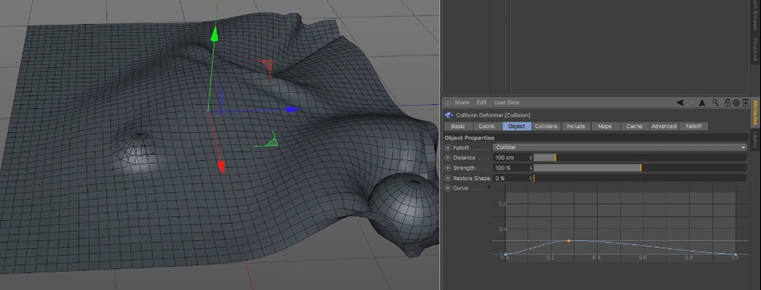 Mode Edit User Data
Collision Deformer [Collision]
Basic Coord. Object Colliders Include Maps Cache Advanced Falloff
Object Properties
Falloff Collider
Distance 100 cm
Strength 100 %
Restore Shape 0 %
Curve
0.8
0.4
0.0 0.2 0.4 0.6 0.8 1.0